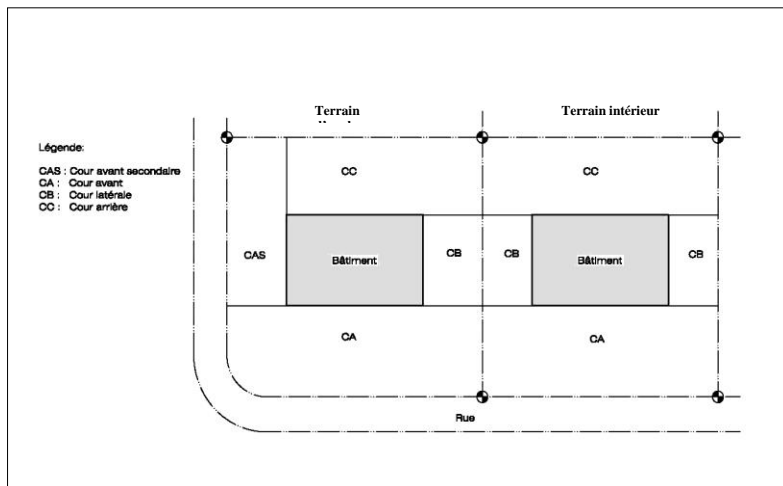 Terrain
Terrain intérieur
Légende:
CAS : Cour avant secondaire
CA : Cour avant
CB : Cour latérale
CC : Cour arrière
CC
CC
CAS
Bâtiment
CB
CB
Bâtiment
CB
CA
CA
Rue